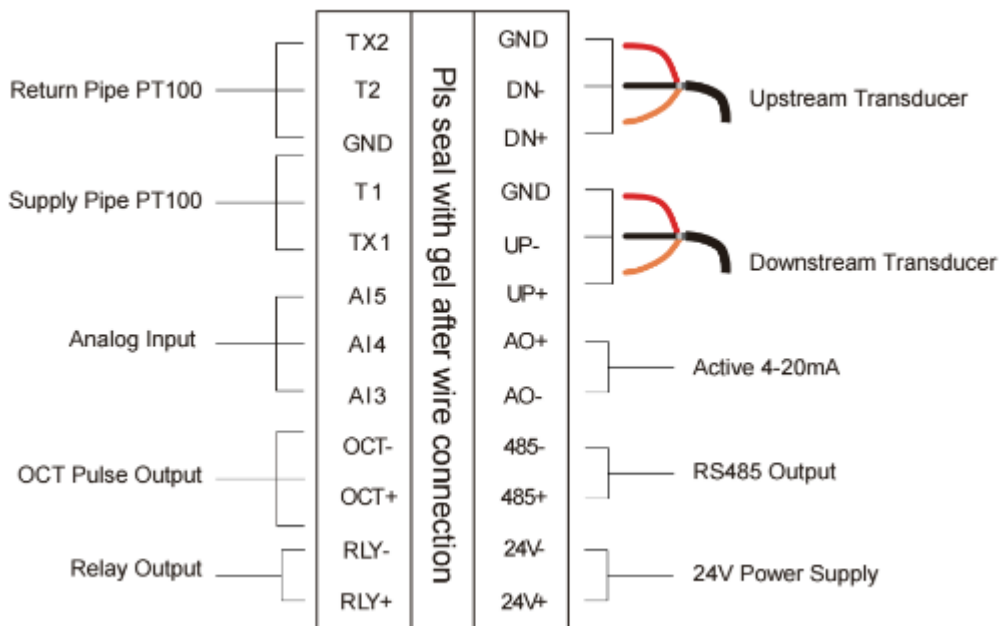 Return Pipe PT100
Supply Pipe PT100
Analog Input
OCT Pulse Output
Relay Output
TX2
T2
GND
T1
TX1
AI5
AI4
AI3
OCT-
OCT+
RLY-
RLY+
Pls seal with gel after wire connection
GND
DN-
DN+
GND
UP-
UP+
AO+
AO-
485-
485+
24V-
24V+
Upstream Transducer
Downstream Transducer
Active 4-20mA
RS485 Output
24V Power Supply